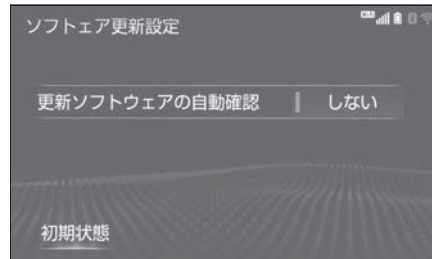 ソフトェア更新設定
更新ソフトウェアの自動確認 しない
初期状態